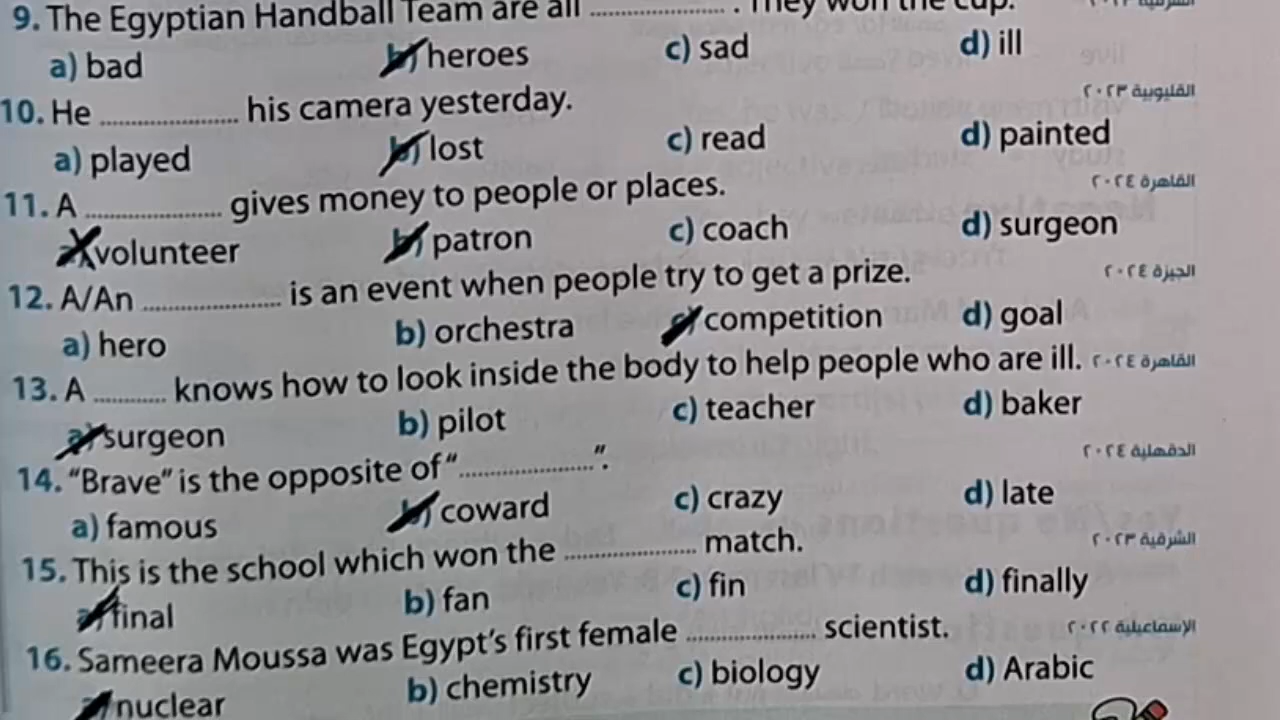 9. The Egyptian Handball Team are all .................... . They won the cup.
a) bad b) heroes c) sad d) ill
القليوبية ٢٠٢٣
10. He .................... his camera yesterday.
a) played b) lost c) read d) painted
القاهرة ٢٠٢٤
11. A .................... gives money to people or places.
a) volunteer b) patron c) coach d) surgeon
الجيزة ٢٠٢٤
12. A/An .................... is an event when people try to get a prize.
a) hero b) orchestra c) competition d) goal
13. A ........... knows how to look inside the body to help people who are ill. القاهرة ٢٠٢٤
a) surgeon b) pilot c) teacher d) baker
الدقهلية ٢٠٢٤
14. "Brave" is the opposite of "....................".
a) famous b) coward c) crazy d) late
الشرقية ٢٠٢٣
15. This is the school which won the .................... match.
a) final b) fan c) fin d) finally
الإسماعيلية ٢٠٢٢
16. Sameera Moussa was Egypt's first female .................... scientist.
a) nuclear b) chemistry c) biology d) Arabic